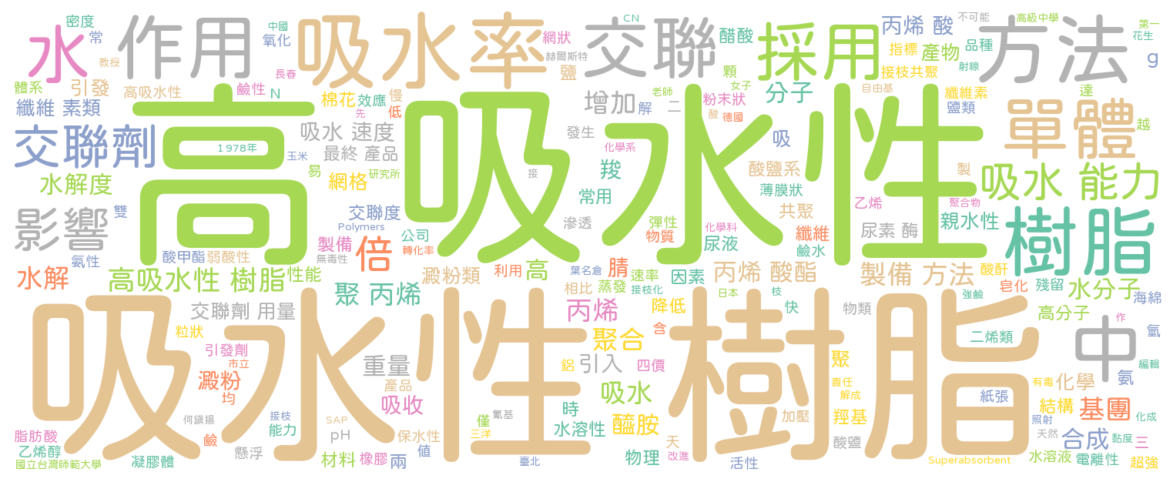 高 吸水性
吸水性 樹脂
水
作用
吸水率
交聯
採用
方法
單體
樹脂
中
影響
交聯劑
吸水 能力
倍
增加
密度
常
中國
氧化
教授
網狀
赫爾斯特
鹽
醋酸
顆
CN
丙烯 酸
指標
產物
接枝共聚
不可能
品種
射線
高級中學
第一
花生
g
體系
引發
高吸水性
鹼性
N
長春
棉花
效應
先
慢
低
解
二
老師
女子
粉末狀
酸
德國
分子
自由基
纖維素
鹽類
達
越
纖維 素類
1978年
吸水 速度
最終 產品
發生
化學系
吸
酸鹽系
製
水解度
玉米
易
網格
研究所
接
羧
常用
薄膜狀
乙烯
聚合物
雙
交聯度
Polymers
滲透
彈性
共聚
尿素 酶
親水性
氨性
酸甲酯
弱酸性
無毒性
製備
公司
轉化率
物質
尿液
化學科
纖維
鹼水
水解
高吸水性 樹脂
性能
澱粉類
利用
高
葉名倉
相比
腈
蒸發
速率
接枝化
因素
日本
丙烯 酸酯
枝
製備 方法
酸酐
皂化
強鹼
殘留
水分子
海綿
交聯劑 用量
聚 丙烯
丙烯
降低
快
物類
高分子
含
二烯類
作
氫
粒狀
引發劑
市立
重量
聚合
引入
鋁
四價
聚
有毒
化學
氨
編輯
澱粉
均
何鎮揚
產品
吸收
解成
責任
紙張
吸水
僅
時
氰基
三洋
醯胺
加壓
羥基
結構
基團
照射
化成
脂肪酸
乙烯醇
國立台灣師範大學
鹼
接枝
能力
SAP
pH
保水性
水溶性
天
改進
酸鹽
合成
天然
黏度
三
凝膠體
懸浮
材料
橡膠
兩
值
臺北
物理
活性
Superabsorbent
水溶液
電離性
超強